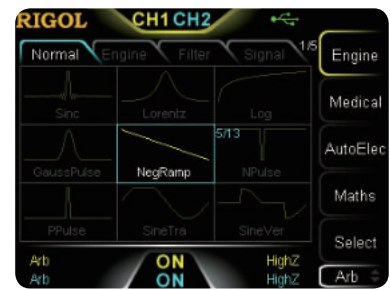 RIGOL CH1 CH2
Normal Engine Filter Signal 1/5
Engine
Sinc Lorentz Log
Medical
5/13
AutoElec
GaussPulse NegRamp NPulse
Maths
PPulse SineTra SineVer
Select
Arb ON HighZ
Arb ON HighZ
Arb